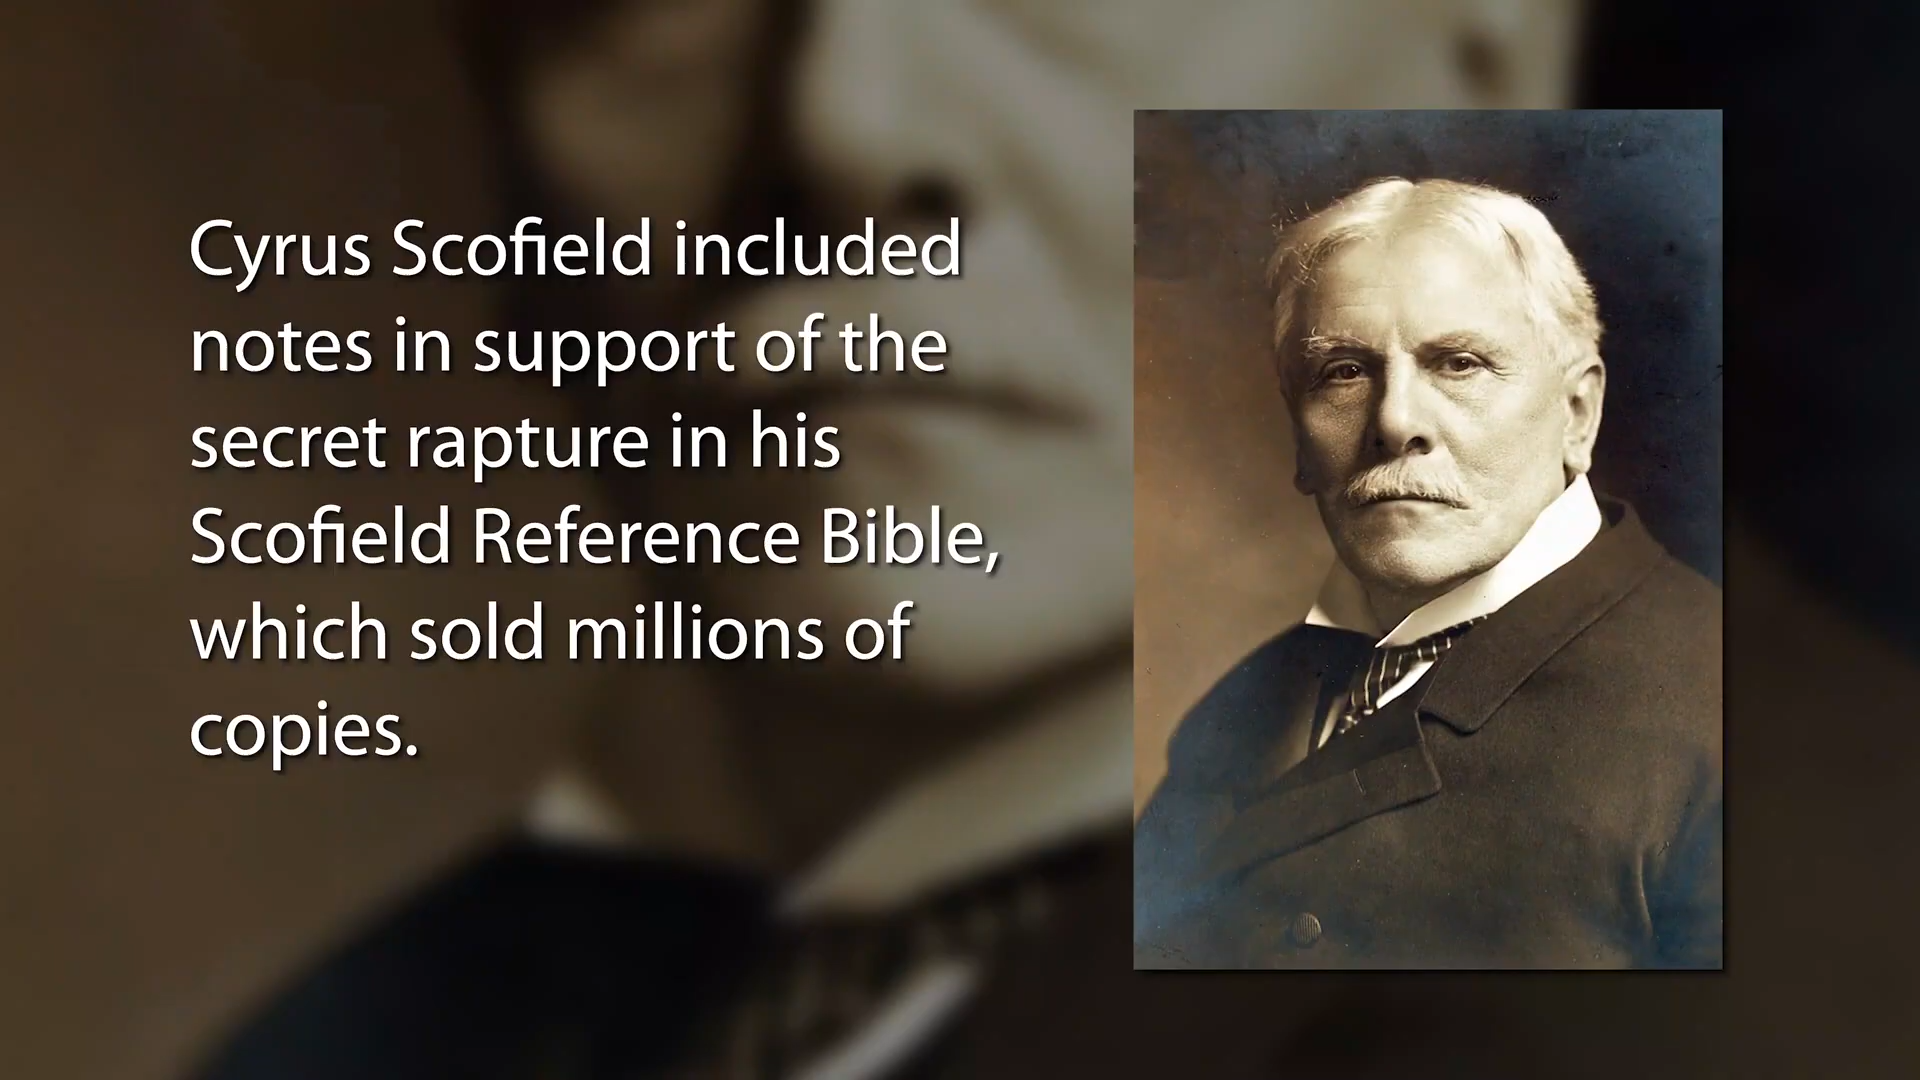 Cyrus Scofield included
notes in support of the
secret rapture in his
Scofield Reference Bible,
which sold millions of
copies.